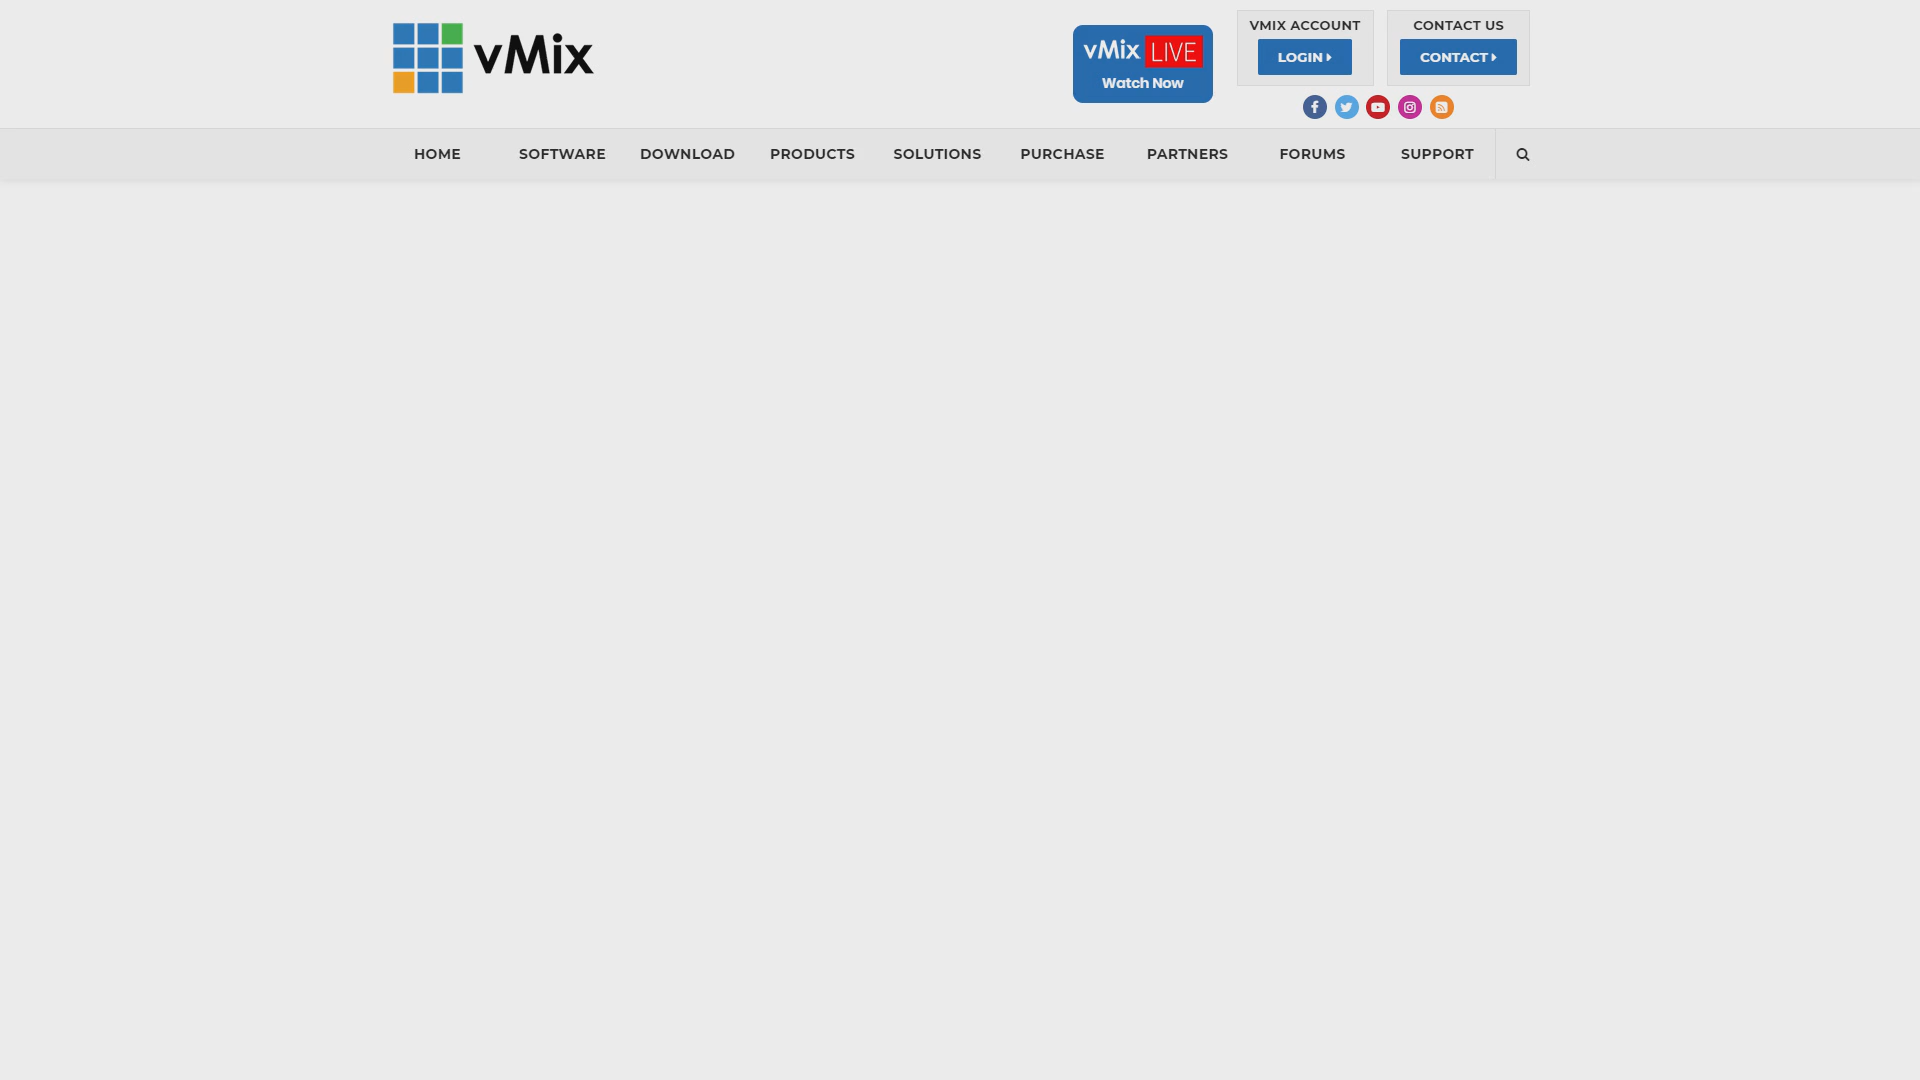 vMix
vMix LIVE
Watch Now
VMIX ACCOUNT
LOGIN
CONTACT US
CONTACT
HOME
SOFTWARE
DOWNLOAD
PRODUCTS
SOLUTIONS
PURCHASE
PARTNERS
FORUMS
SUPPORT